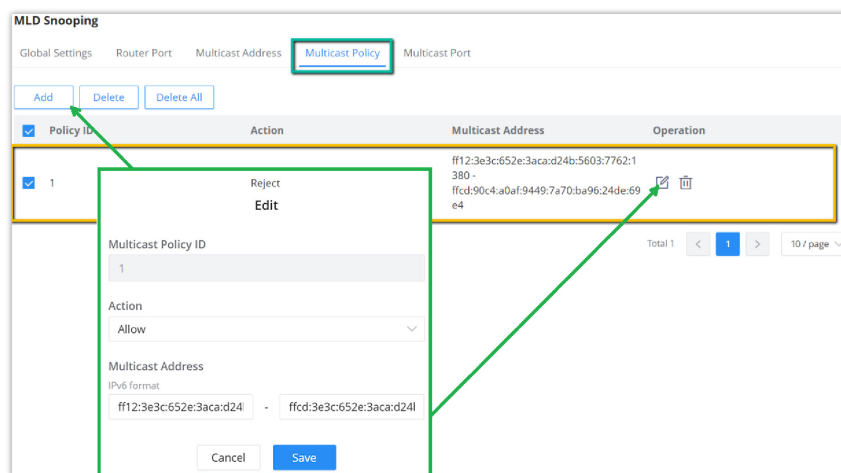 MLD Snooping
Global Settings Router Port Multicast Address Multicast Policy Multicast Port
Add Delete Delete All
Policy ID Action Multicast Address Operation
1 Reject ff12:3e3c:652e:3aca:d24b:5603:7762:1
380 -
ffcd:90c4:a0af:9449:7a70:ba96:24de:69
e4
Total 1 < 1 > 10 / page
Edit
Multicast Policy ID
1
Action
Allow
Multicast Address
IPv6 format
ff12:3e3c:652e:3aca:d24 - ffcd:3e3c:652e:3aca:d24
Cancel Save